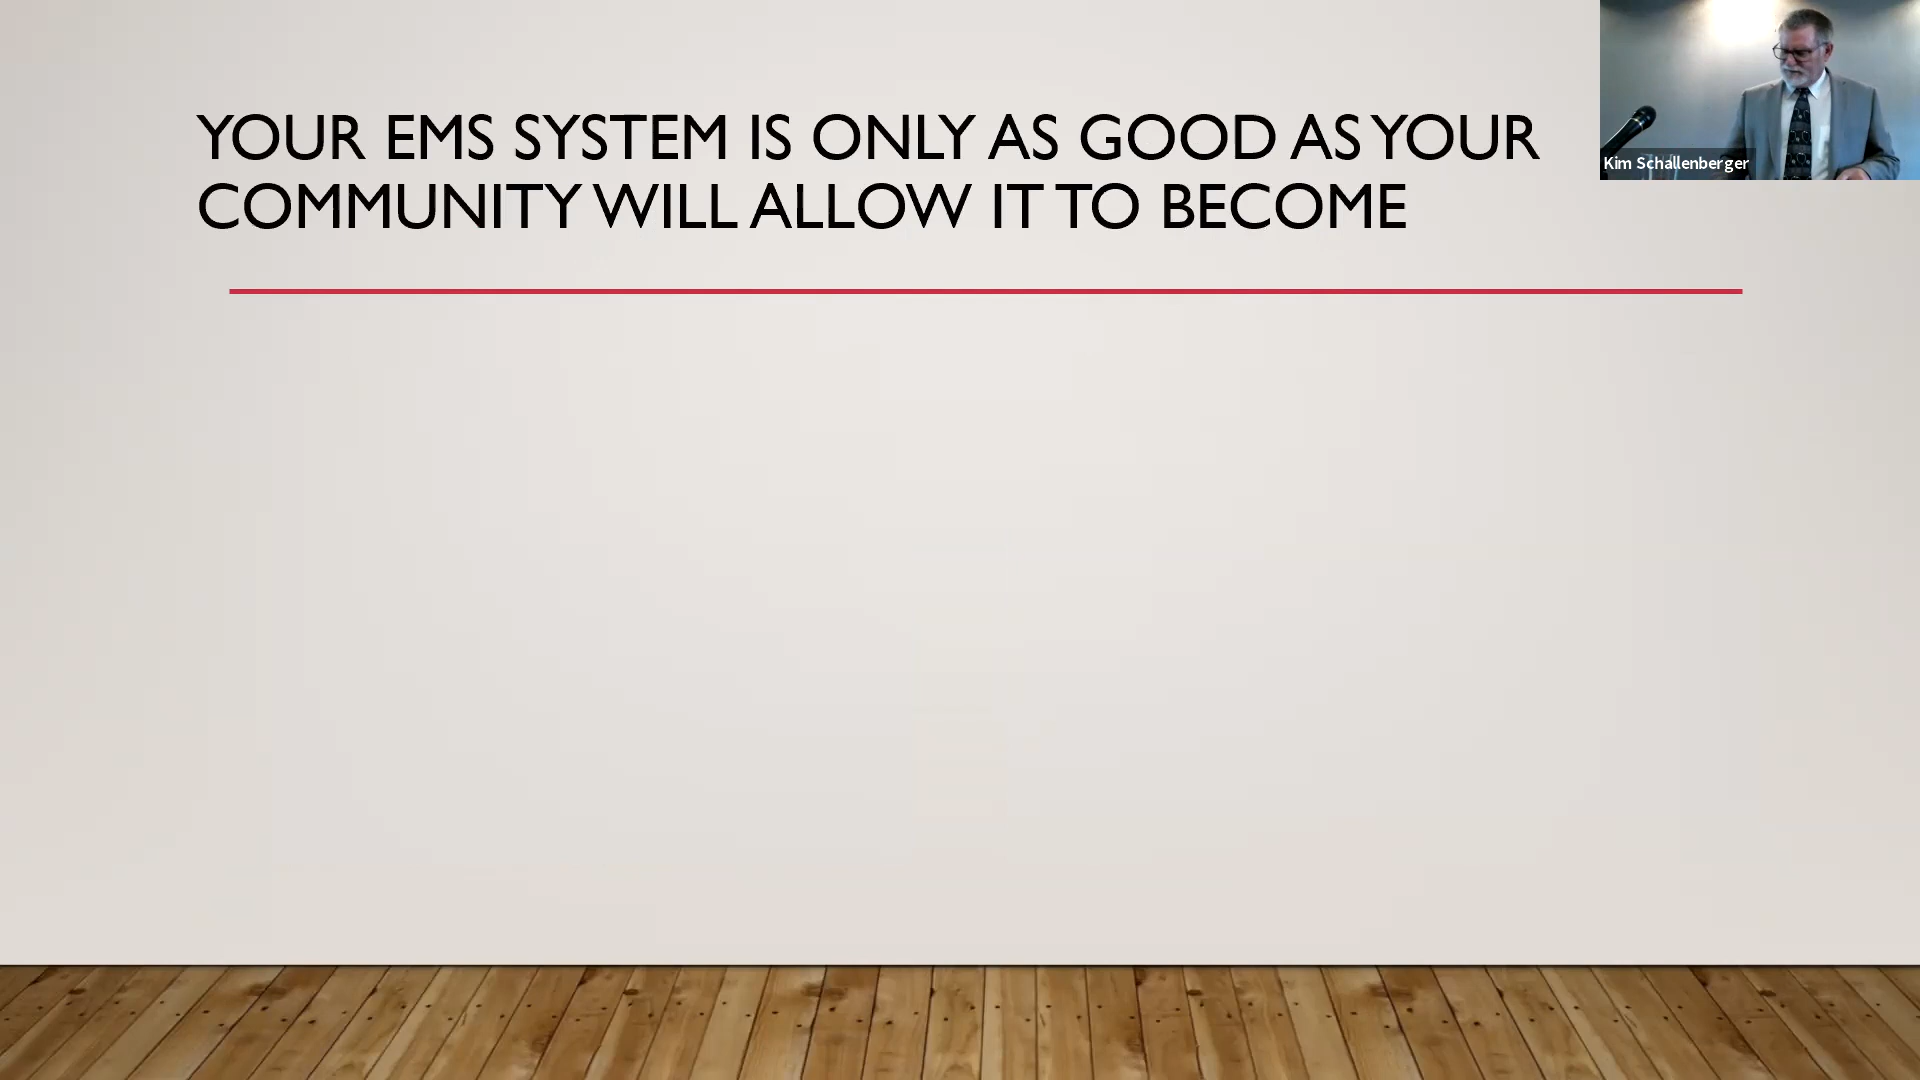 YOUR EMS SYSTEM IS ONLY AS GOOD AS YOUR
COMMUNITY WILL ALLOW IT TO BECOME
Kim Schallenberger